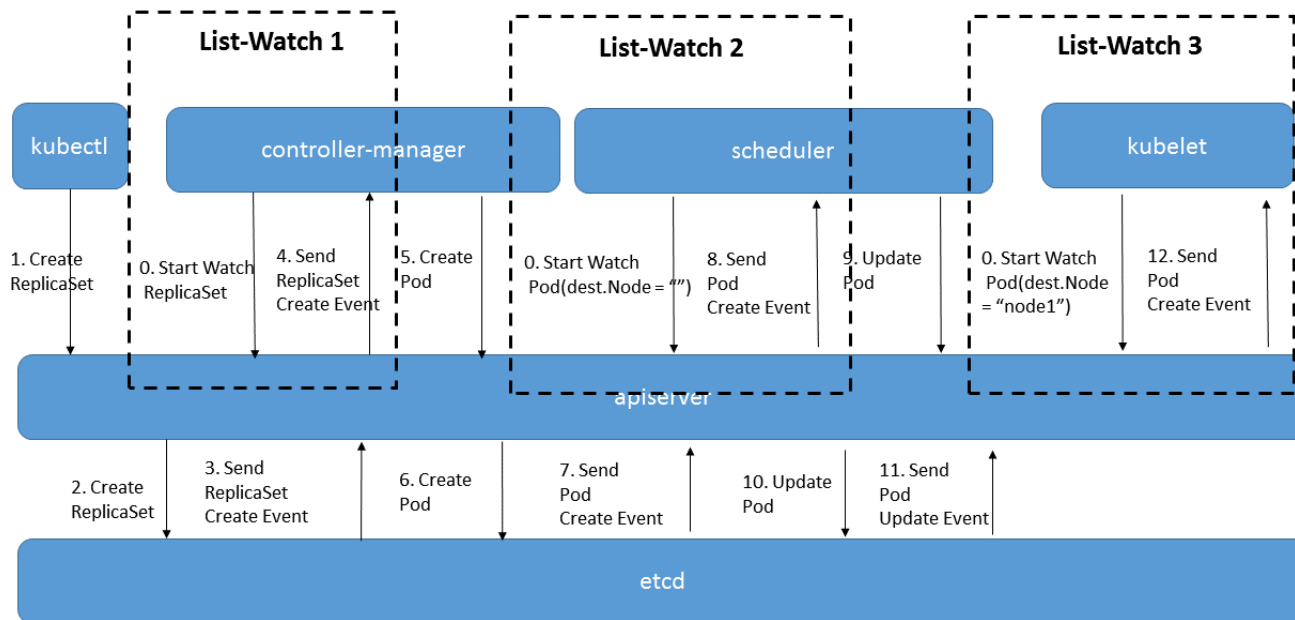 List-Watch 1
List-Watch 2
List-Watch 3
kubectl
controller-manager
scheduler
kubelet
1. Create
ReplicaSet
0. Start Watch
ReplicaSet
4. Send
ReplicaSet
Create Event
5. Create
Pod
0. Start Watch
Pod(dest.Node = “”)
8. Send
Pod
Create Event
9. Update
Pod
0. Start Watch
Pod(dest.Node
= “node1”)
12. Send
Pod
Create Event
apiserver
2. Create
ReplicaSet
3. Send
ReplicaSet
Create Event
6. Create
Pod
7. Send
Pod
Create Event
10. Update
Pod
11. Send
Pod
Update Event
etcd